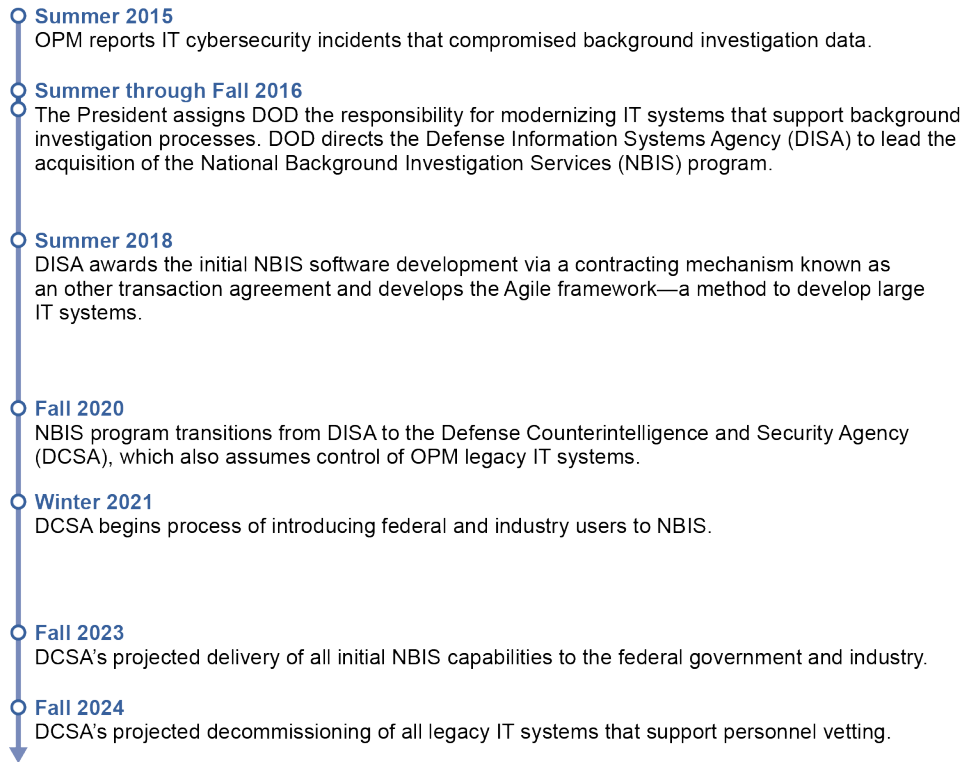 Summer 2015
OPM reports IT cybersecurity incidents that compromised background investigation data.
Summer through Fall 2016
The President assigns DOD the responsibility for modernizing IT systems that support background
investigation processes. DOD directs the Defense Information Systems Agency (DISA) to lead the
acquisition of the National Background Investigation Services (NBIS) program.
Summer 2018
DISA awards the initial NBIS software development via a contracting mechanism known as
an other transaction agreement and develops the Agile framework—a method to develop large
IT systems.
Fall 2020
NBIS program transitions from DISA to the Defense Counterintelligence and Security Agency
(DCSA), which also assumes control of OPM legacy IT systems.
Winter 2021
DCSA begins process of introducing federal and industry users to NBIS.
Fall 2023
DCSA’s projected delivery of all initial NBIS capabilities to the federal government and industry.
Fall 2024
DCSA’s projected decommissioning of all legacy IT systems that support personnel vetting.